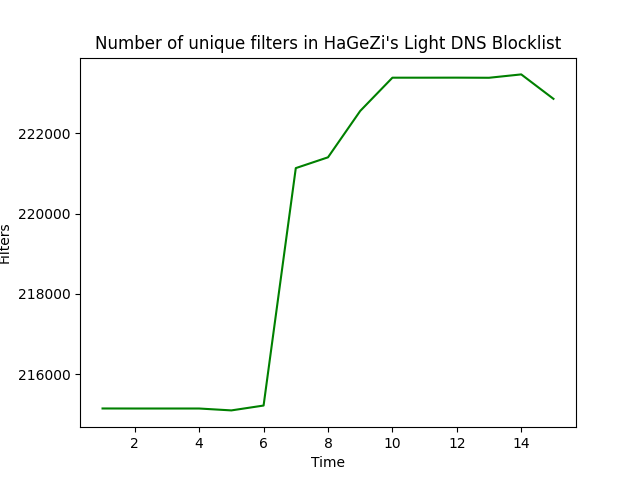 Number of unique filters in HaGeZi's Light DNS Blocklist
222000
220000
218000
216000
Filters
2 4 6 8 10 12 14
Time